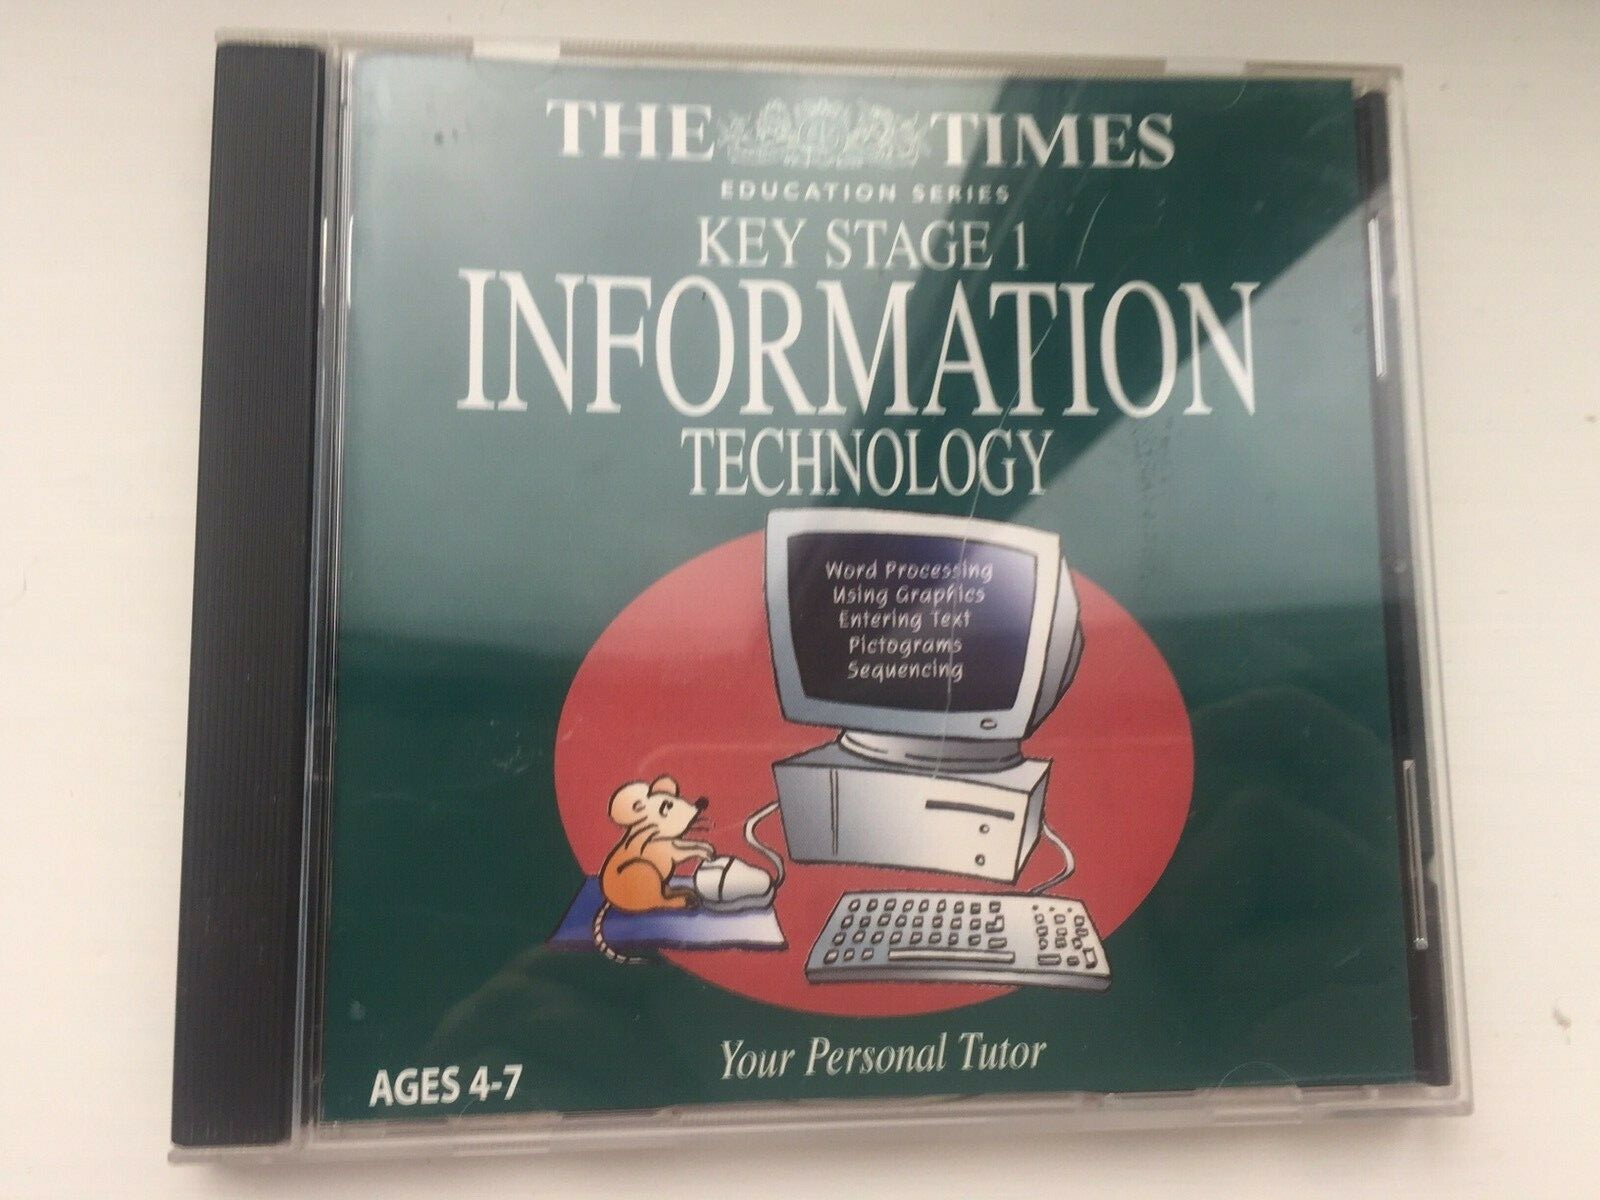 THE TIMES
EDUCATION SERIES
KEY STAGE 1
INFORMATION
TECHNOLOGY
Word Processing
Using Graphics
Entering Text
Pictograms
Sequencing
Your Personal Tutor
AGES 4-7